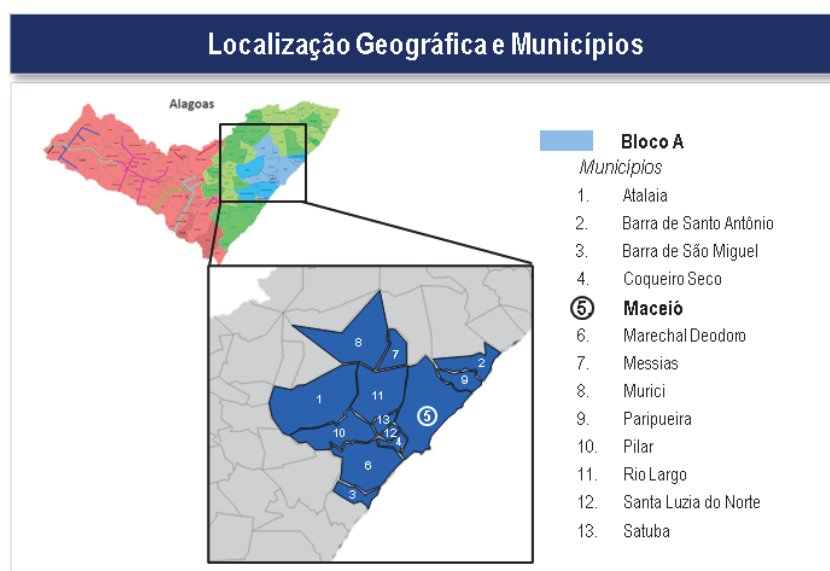 Localização Geográfica e Municípios
Alagoas
Bloco A
Municípios
1. Atalaia
2. Barra de Santo Antônio
3. Barra de São Miguel
4. Coqueiro Seco
5. Maceió
6. Marechal Deodoro
7. Messias
8. Murici
9. Paripueira
10. Pilar
11. Rio Largo
12. Santa Luzia do Norte
13. Satuba
8
7
2
9
1
11
5
13
12
10
4
6
3